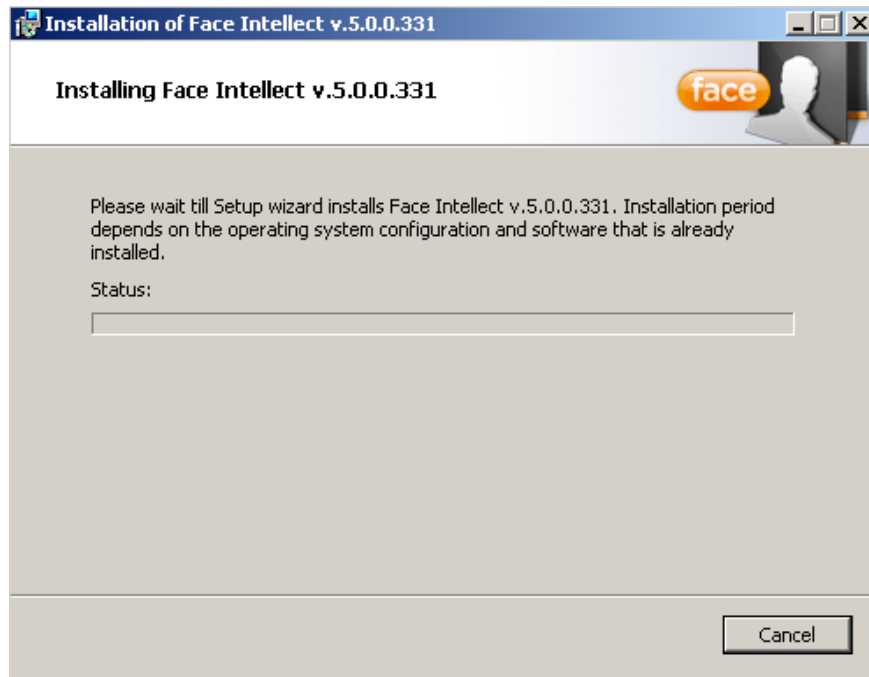 Installation of Face Intellect v.5.0.0.331
Installing Face Intellect v.5.0.0.331
face
Please wait till Setup wizard installs Face Intellect v.5.0.0.331. Installation period
depends on the operating system configuration and software that is already
installed.
Status:
Cancel